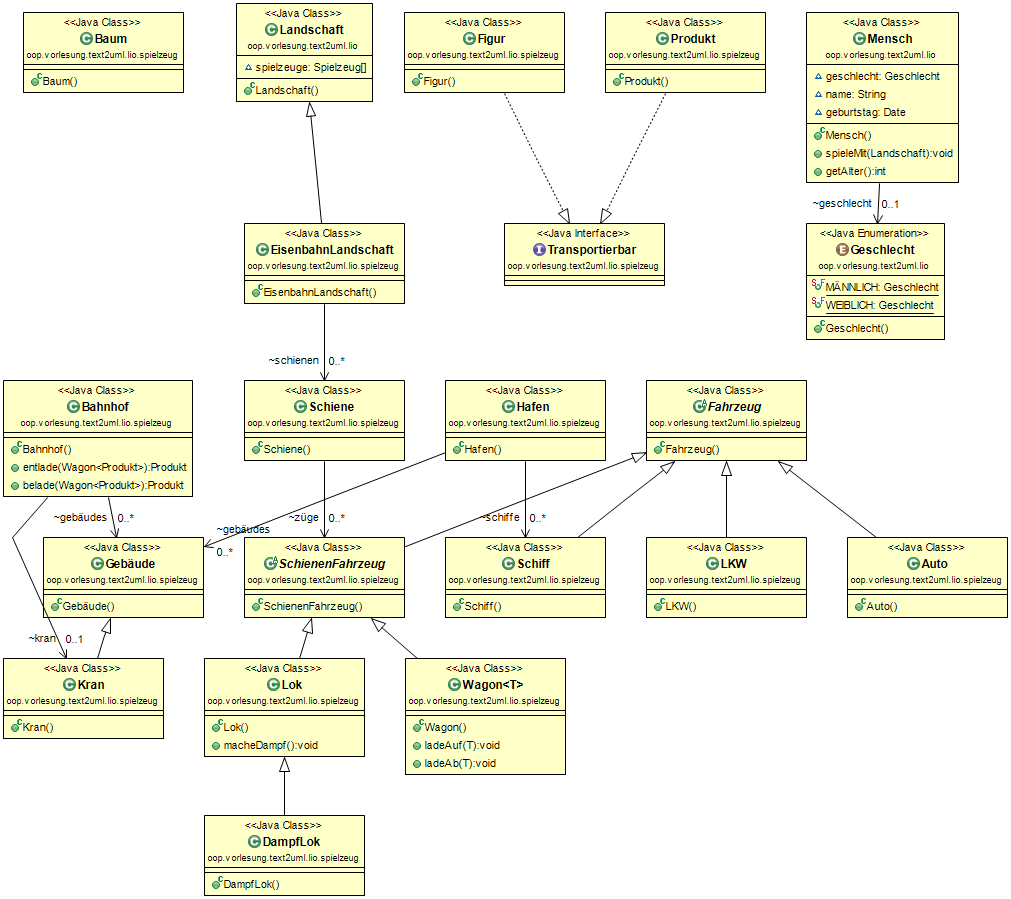 <<Java Class>>
Baum
oop.vorlesung.text2uml.lio.spielzeug
Baum()
<<Java Class>>
Landschaft
oop.vorlesung.text2uml.lio
spielzeuge: Spielzeug[]
Landschaft()
<<Java Class>>
Figur
oop.vorlesung.text2uml.lio.spielzeug
Figur()
<<Java Class>>
Produkt
oop.vorlesung.text2uml.lio.spielzeug
Produkt()
<<Java Class>>
Mensch
oop.vorlesung.text2uml.lio
geschlecht: Geschlecht
name: String
geburtstag: Date
Mensch()
spieleMit(Landschaft):void
getAlter():int
~geschlecht 0..1
<<Java Class>>
EisenbahnLandschaft
oop.vorlesung.text2uml.lio.spielzeug
EisenbahnLandschaft()
<<Java Interface>>
Transportierbar
oop.vorlesung.text2uml.lio.spielzeug
<<Java Enumeration>>
Geschlecht
oop.vorlesung.text2uml.lio
MÄNNLICH: Geschlecht
WEIBLICH: Geschlecht
Geschlecht()
~schienen 0..*
<<Java Class>>
Bahnhof
oop.vorlesung.text2uml.lio.spielzeug
Bahnhof()
entlade(Wagon<Produkt>):Produkt
belade(Wagon<Produkt>):Produkt
<<Java Class>>
Schiene
oop.vorlesung.text2uml.lio.spielzeug
Schiene()
<<Java Class>>
Hafen
oop.vorlesung.text2uml.lio.spielzeug
Hafen()
<<Java Class>>
Fahrzeug
oop.vorlesung.text2uml.lio.spielzeug
Fahrzeug()
~gebäudes 0..*
~gebäudes
0..*
~züge 0..*
~schiffe 0..*
<<Java Class>>
Gebäude
oop.vorlesung.text2uml.lio.spielzeug
Gebäude()
<<Java Class>>
SchienenFahrzeug
oop.vorlesung.text2uml.lio.spielzeug
SchienenFahrzeug()
<<Java Class>>
Schiff
oop.vorlesung.text2uml.lio.spielzeug
Schiff()
<<Java Class>>
LKW
oop.vorlesung.text2uml.lio.spielzeug
LKW()
<<Java Class>>
Auto
oop.vorlesung.text2uml.lio.spielzeug
Auto()
~kran 0..1
<<Java Class>>
Kran
oop.vorlesung.text2uml.lio.spielzeug
Kran()
<<Java Class>>
Lok
oop.vorlesung.text2uml.lio.spielzeug
Lok()
macheDampf():void
<<Java Class>>
Wagon<T>
oop.vorlesung.text2uml.lio.spielzeug
Wagon()
ladeAuf(T):void
ladeAb(T):void
<<Java Class>>
DampfLok
oop.vorlesung.text2uml.lio.spielzeug
DampfLok()